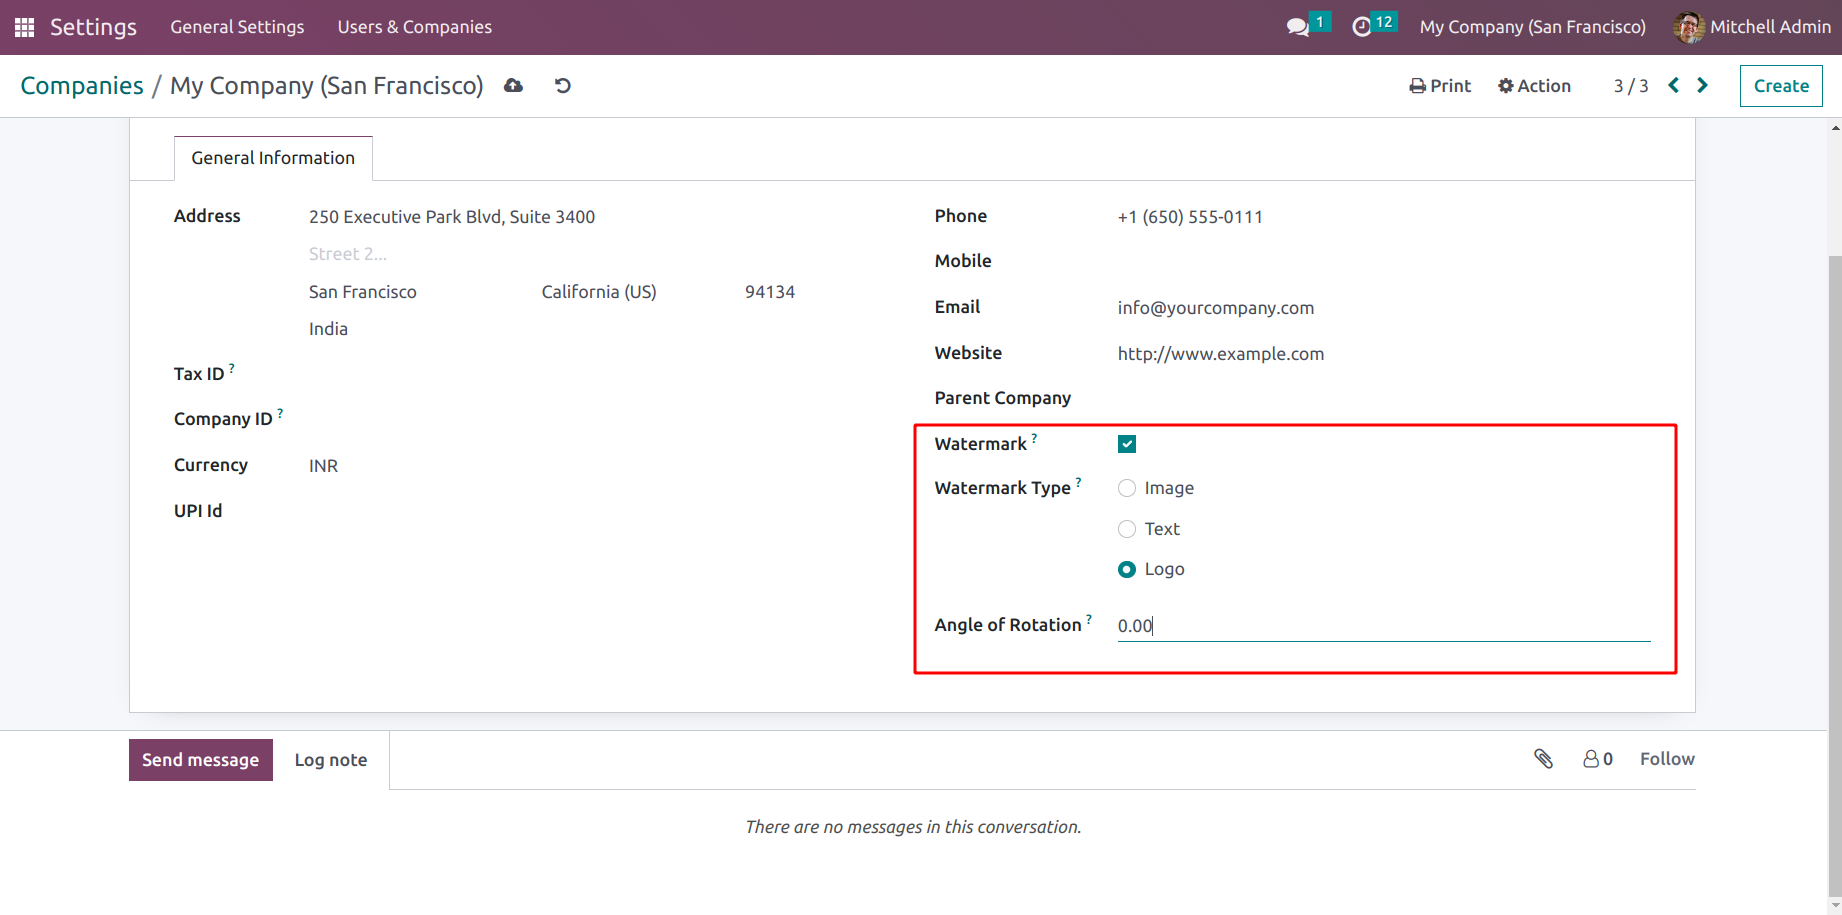 Settings General Settings Users & Companies 1 12 My Company (San Francisco) Mitchell Admin
Companies / My Company (San Francisco) Print Action 3 / 3 Create
General Information
Address 250 Executive Park Blvd, Suite 3400
Street 2...
San Francisco California (US) 94134
India
Tax ID ?
Company ID ?
Currency INR
UPI Id
Phone +1 (650) 555-0111
Mobile
Email info@yourcompany.com
Website http://www.example.com
Parent Company
Watermark ?
Watermark Type ? Image
Text
Logo
Angle of Rotation ? 0.00
Send message Log note 0 Follow
There are no messages in this conversation.